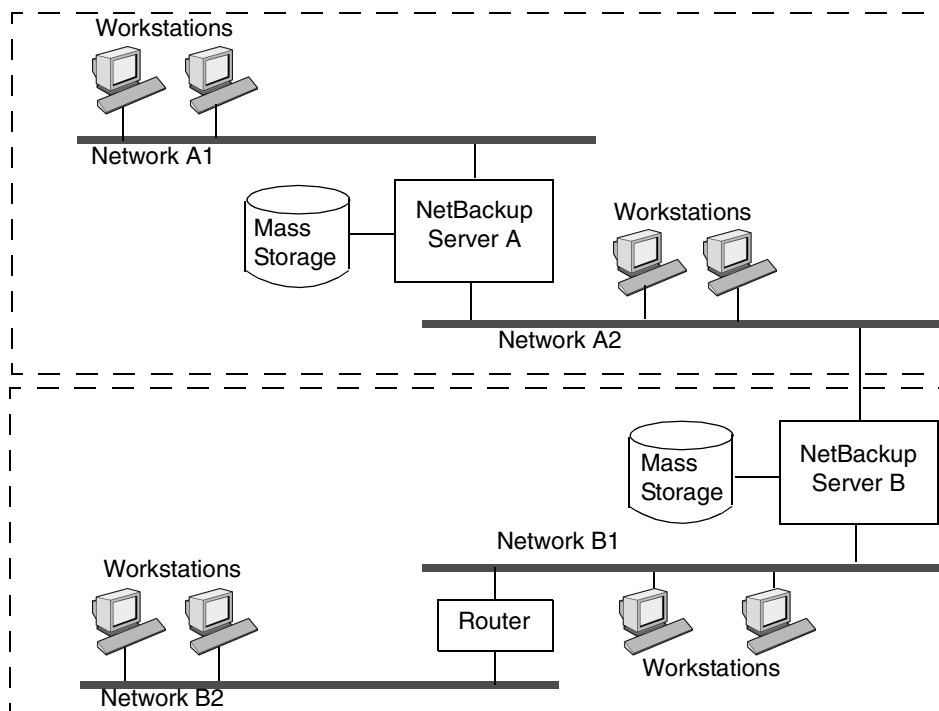 Workstations
Network A1
NetBackup
Server A
Mass
Storage
Workstations
Network A2
NetBackup
Server B
Mass
Storage
Network B1
Workstations
Router
Workstations
Network B2